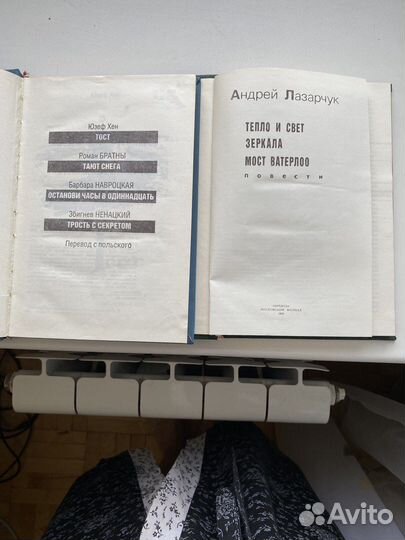 Юзеф Хен
ТОСТ
Роман БРАТНЫ
ТАЮТ СНЕГА
Барбара НАВРОЦКАЯ
ОСТАНОВИ ЧАСЫ В ОДИННАДЦАТЬ
Збигнев НЕНАЦКИЙ
ТРОСТЬ С СЕКРЕТОМ
Перевод с польского
Андрей Лазарчук
ТЕПЛО И СВЕТ
ЗЕРКАЛА
МОСТ ВАТЕРЛОО
повести
Avito